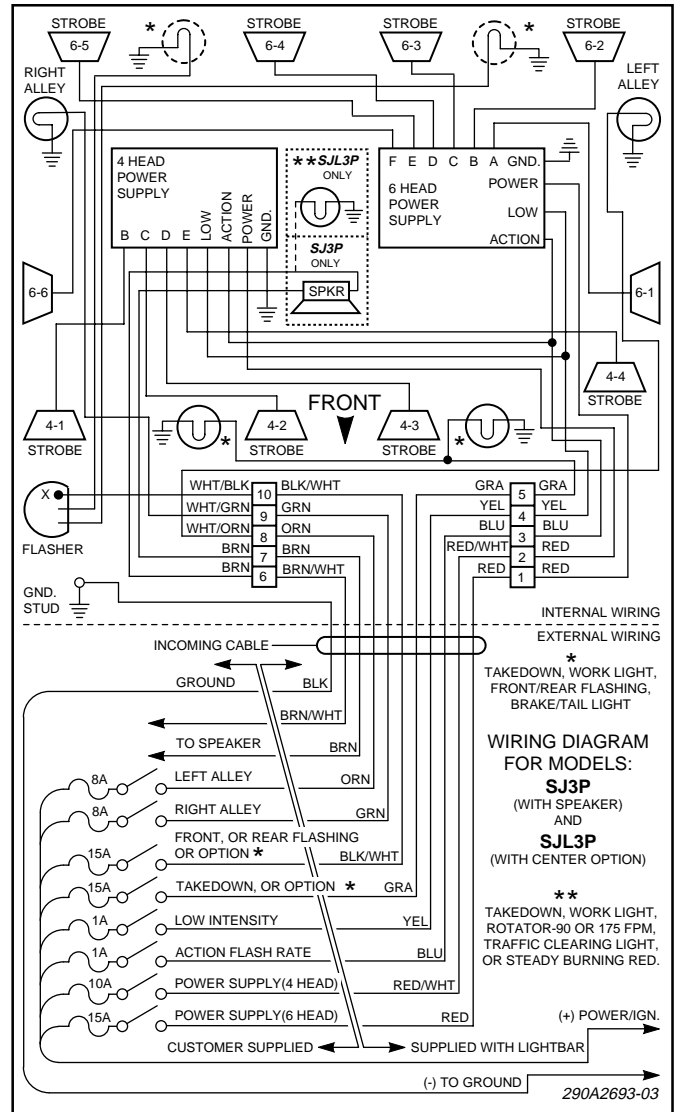 STROBE
6-5
*
STROBE
6-4
STROBE
6-3
*
STROBE
6-2
RIGHT
ALLEY
LEFT
ALLEY
4 HEAD
POWER
SUPPLY
B C D E LOW ACTION POWER GND.
**SJL3P
ONLY
SJ3P
ONLY
SPKR
F E D C B A GND.
6 HEAD
POWER
SUPPLY
POWER
LOW
ACTION
6-6
6-1
4-1
STROBE
*
4-2
STROBE
FRONT
4-3
STROBE
*
4-4
STROBE
X
FLASHER
WHT/BLK 10 BLK/WHT
WHT/GRN 9 GRN
WHT/ORN 8 ORN
BRN 7 BRN
BRN 6 BRN/WHT
GRA 5 GRA
YEL 4 YEL
BLU 3 BLU
RED/WHT 2 RED
RED 1 RED
GND.
STUD
INTERNAL WIRING
EXTERNAL WIRING
INCOMING CABLE
GROUND BLK
BRN/WHT
TO SPEAKER BRN
8A LEFT ALLEY ORN
8A RIGHT ALLEY GRN
15A FRONT, OR REAR FLASHING
OR OPTION * BLK/WHT
15A TAKEDOWN, OR OPTION * GRA
1A LOW INTENSITY YEL
1A ACTION FLASH RATE BLU
10A POWER SUPPLY(4 HEAD) RED/WHT
15A POWER SUPPLY(6 HEAD) RED
CUSTOMER SUPPLIED SUPPLIED WITH LIGHTBAR
*
TAKEDOWN, WORK LIGHT,
FRONT/REAR FLASHING,
BRAKE/TAIL LIGHT
WIRING DIAGRAM
FOR MODELS:
SJ3P
(WITH SPEAKER)
AND
SJL3P
(WITH CENTER OPTION)
**
TAKEDOWN, WORK LIGHT,
ROTATOR-90 OR 175 FPM,
TRAFFIC CLEARING LIGHT,
OR STEADY BURNING RED.
(+) POWER/IGN.
(-) TO GROUND
290A2693-03